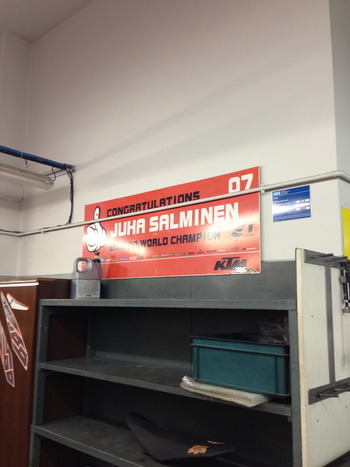 CONGRATULATIONS 07
JUHA SALMINEN
WORLD CHAMPION
KTM